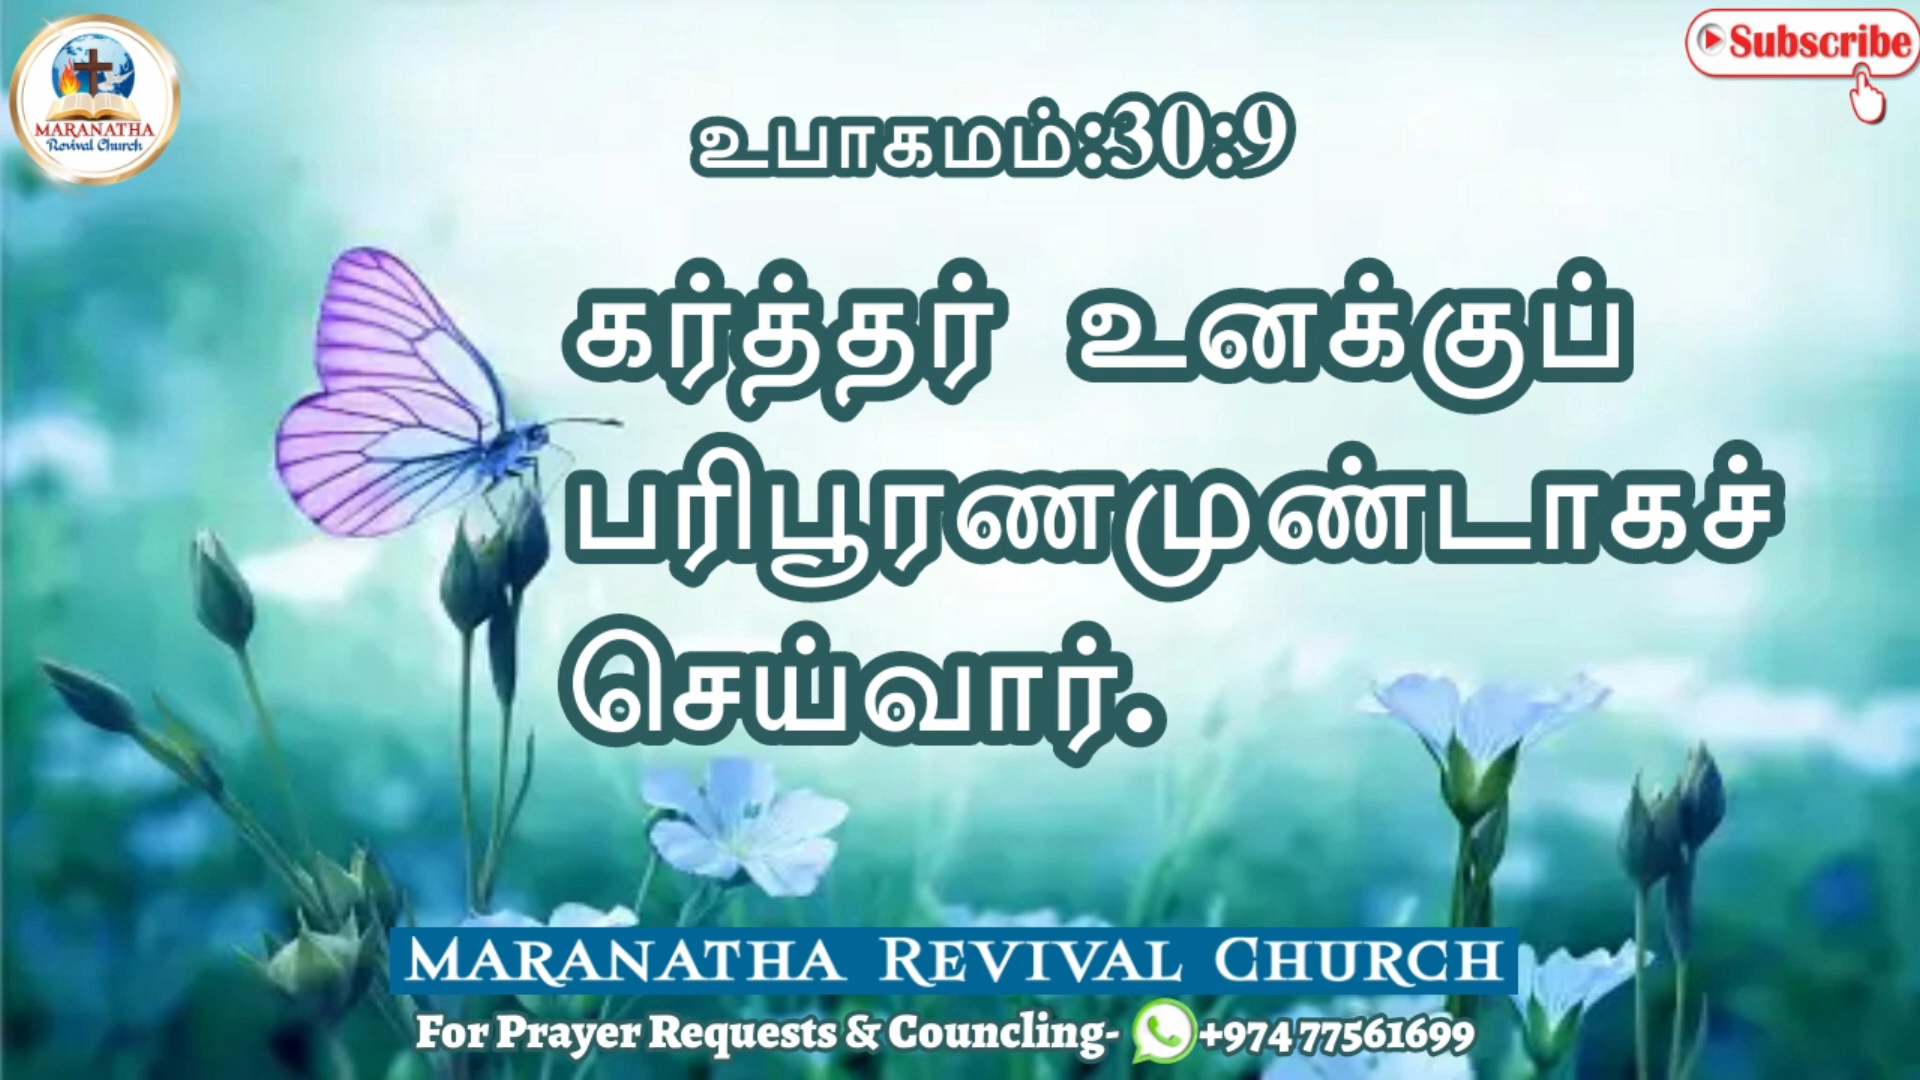 MARANATHA
Revival Church
Subscribe
உபாகமம்:30:9
கர்த்தர் உனக்குப்
பரிபூரணமுண்டாகச்
செய்வார்.
MARANATHA REVIVAL CHURCH
For Prayer Requests & Councling- +974 77561699